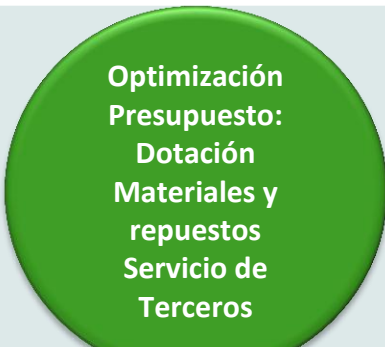 Optimización
Presupuesto:
Dotación
Materiales y
repuestos
Servicio de
Terceros